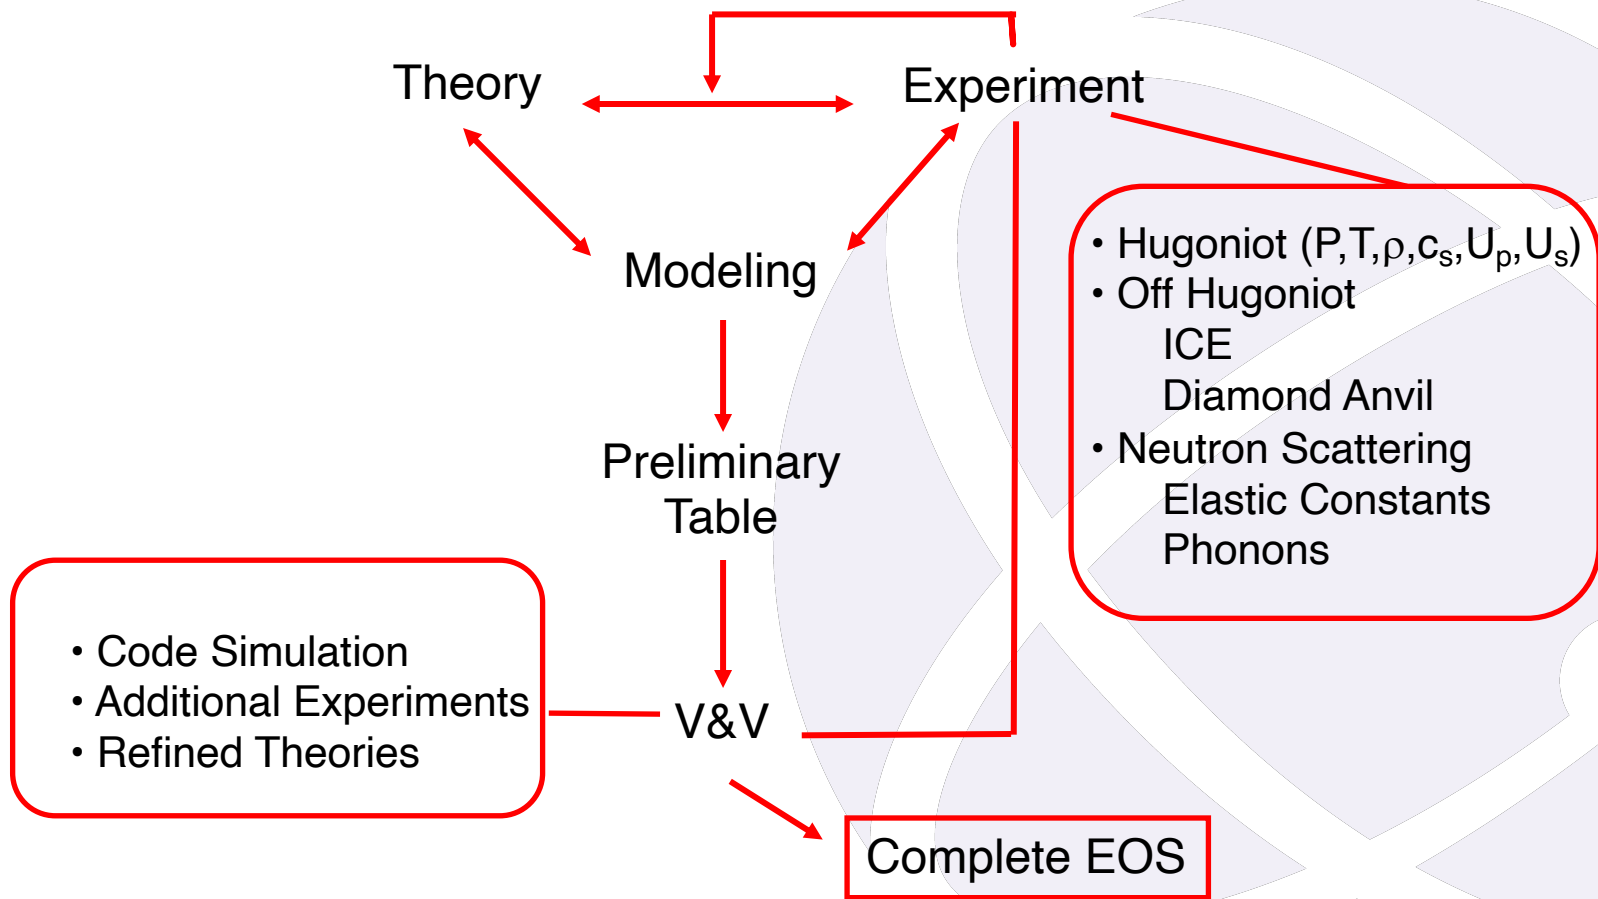 Theory
Experiment
Modeling
• Hugoniot (P,T,ρ,cₛ,Uₚ,Uₛ)
• Off Hugoniot
ICE
Diamond Anvil
• Neutron Scattering
Elastic Constants
Phonons
Preliminary
Table
• Code Simulation
• Additional Experiments
• Refined Theories
V&V
Complete EOS